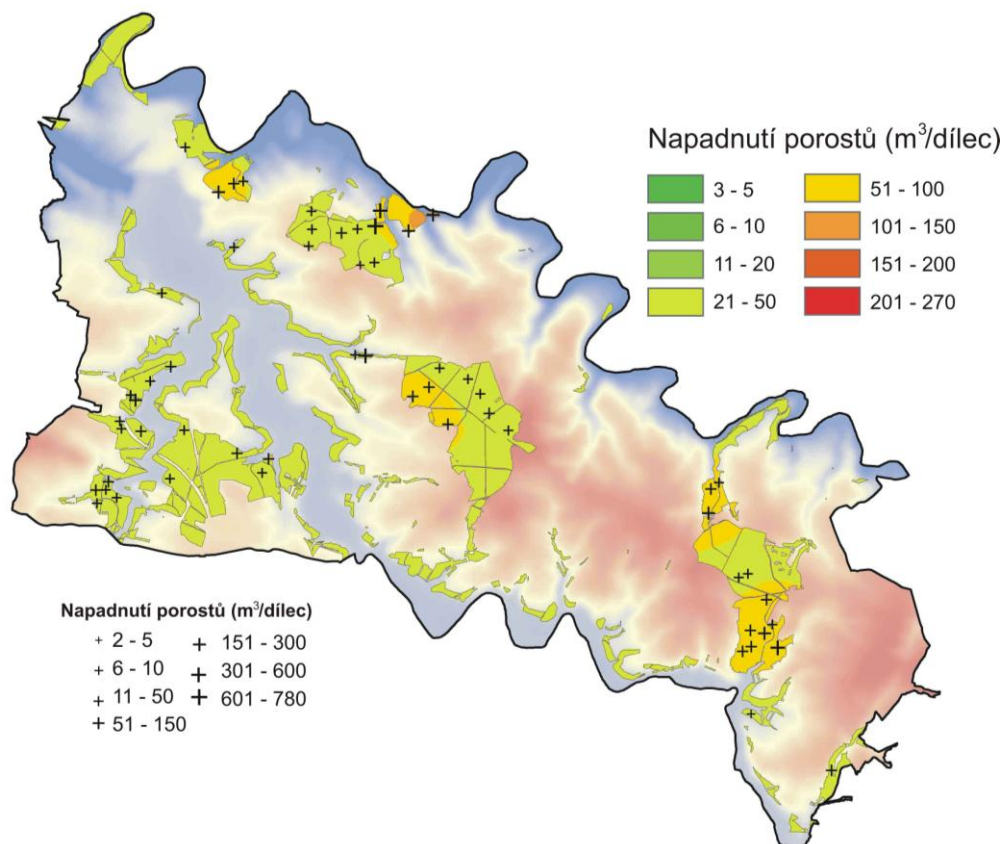 Napadnutí porostů (m³/dílec)
3 - 5
6 - 10
11 - 20
21 - 50
51 - 100
101 - 150
151 - 200
201 - 270
Napadnutí porostů (m³/dílec)
+ 2 - 5
+ 6 - 10
+ 11 - 50
+ 51 - 150
+ 151 - 300
+ 301 - 600
+ 601 - 780